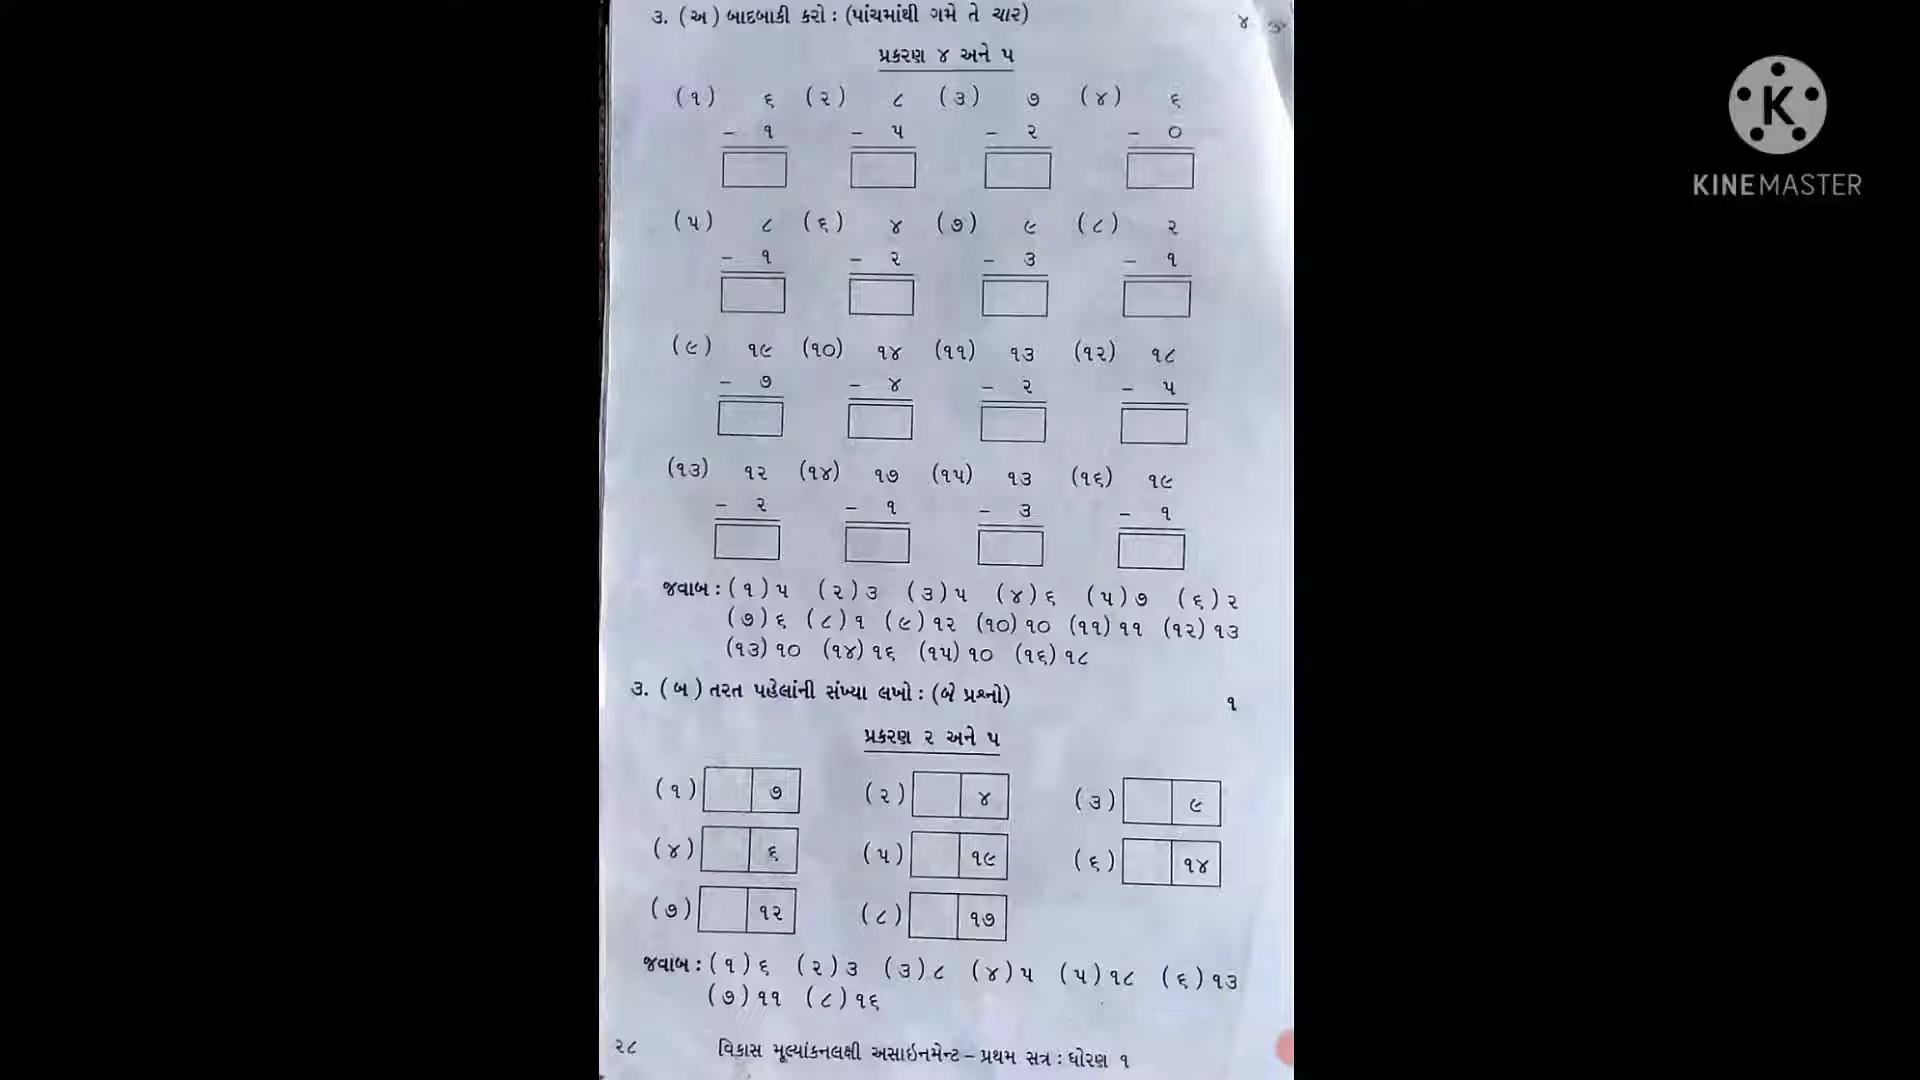 ૩. (અ) બાદબાકી કરો : (પાંચમાંથી ગમે તે ચાર) ૪
પ્રકરણ ૪ અને ૫
(૧) ૬ (૨) ૮ (૩) ૭ (૪) ૬
– ૧ – ૫ – ૨ – ૦
(૫) ૮ (૬) ૪ (૭) ૯ (૮) ૨
– ૧ – ૨ – ૩ – ૧
(૯) ૧૯ (૧૦) ૧૪ (૧૧) ૧૩ (૧૨) ૧૮
– ૭ – ૪ – ૨ – ૫
(૧૩) ૧૨ (૧૪) ૧૭ (૧૫) ૧૩ (૧૬) ૧૯
– ૨ – ૧ – ૩ – ૧
જવાબ : (૧) ૫ (૨) ૩ (૩) ૫ (૪) ૬ (૫) ૭ (૬) ૨
(૭) ૬ (૮) ૧ (૯) ૧૨ (૧૦) ૧૦ (૧૧) ૧૧ (૧૨) ૧૩
(૧૩) ૧૦ (૧૪) ૧૬ (૧૫) ૧૦ (૧૬) ૧૮
૩. (બ) તરત પહેલાંની સંખ્યા લખો : (બે પ્રશ્નો) ૧
પ્રકરણ ૨ અને ૫
(૧) ૭ (૨) ૪ (૩) ૯
(૪) ૬ (૫) ૧૯ (૬) ૧૪
(૭) ૧૨ (૮) ૧૭
જવાબ : (૧) ૬ (૨) ૩ (૩) ૮ (૪) ૫ (૫) ૧૮ (૬) ૧૩
(૭) ૧૧ (૮) ૧૬
૨૮ વિકાસ મૂલ્યાંકનલક્ષી અસાઇનમેન્ટ – પ્રથમ સત્ર : ધોરણ ૧
K
KINEMASTER